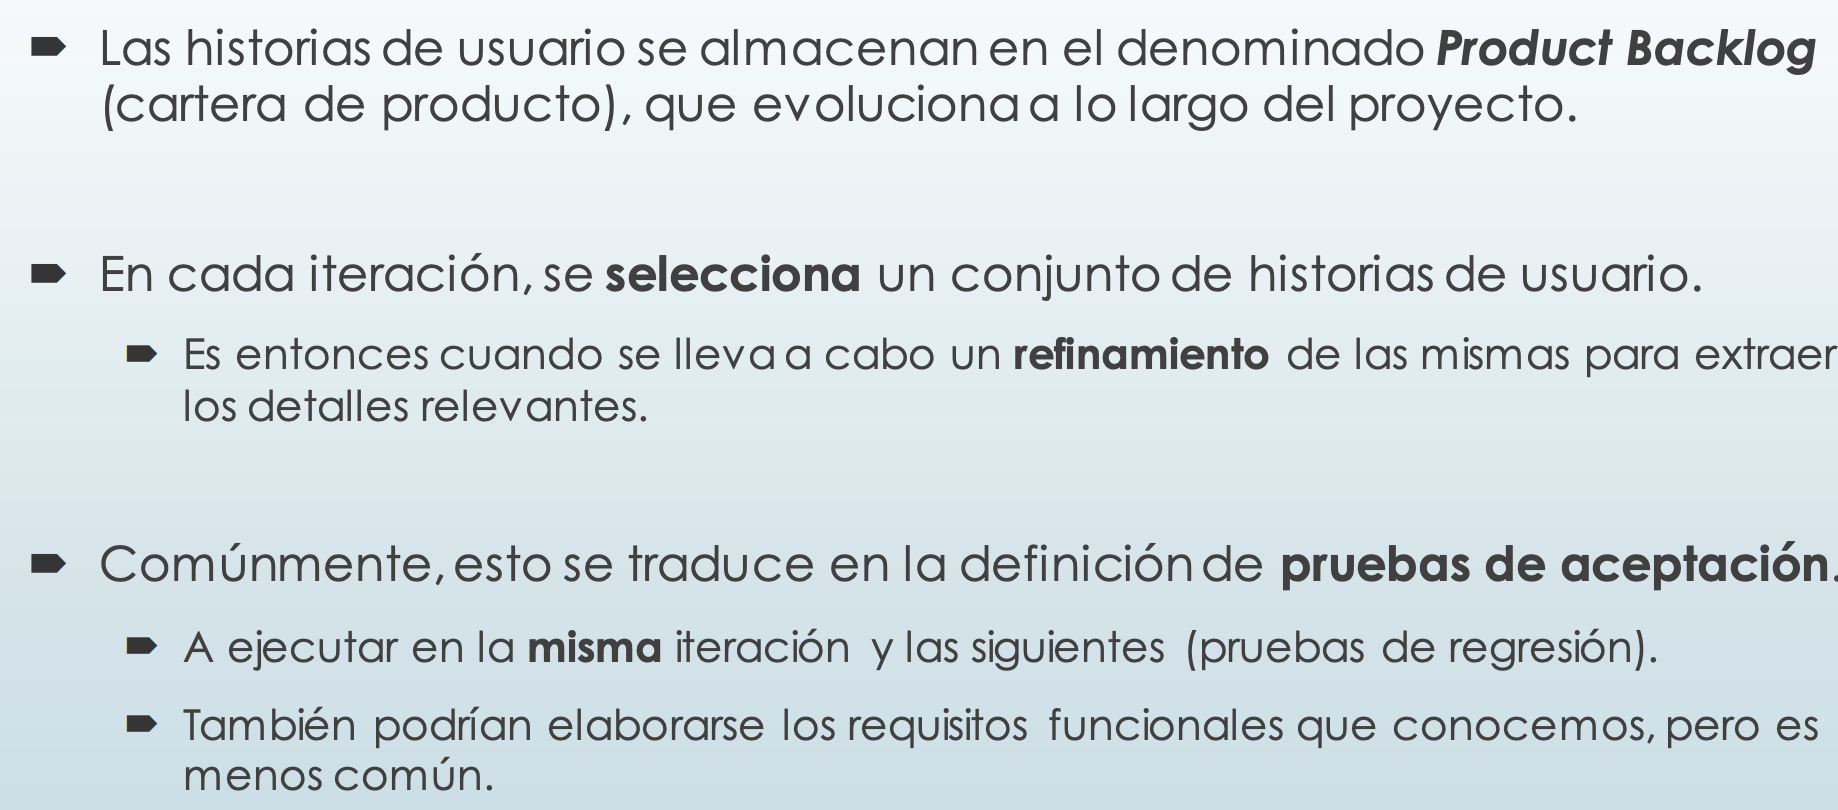 Las historias de usuario se almacenan en el denominado Product Backlog
(cartera de producto), que evoluciona a lo largo del proyecto.
En cada iteración, se selecciona un conjunto de historias de usuario.
Es entonces cuando se lleva a cabo un refinamiento de las mismas para extraer
los detalles relevantes.
Comúnmente, esto se traduce en la definición de pruebas de aceptación.
A ejecutar en la misma iteración y las siguientes (pruebas de regresión).
También podrían elaborarse los requisitos funcionales que conocemos, pero es
menos común.